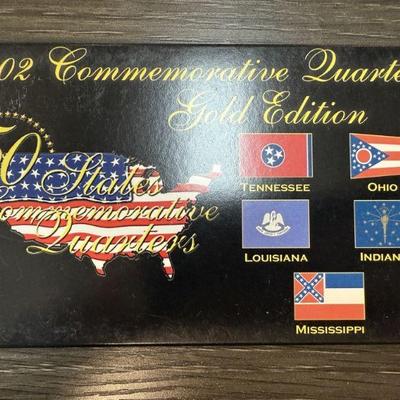 02 Commemorative Quarte
Gold Edition
50
States
Commemorative
Quarters
TENNESSEE
OHIO
LOUISIANA
INDIAN
MISSISSIPPI